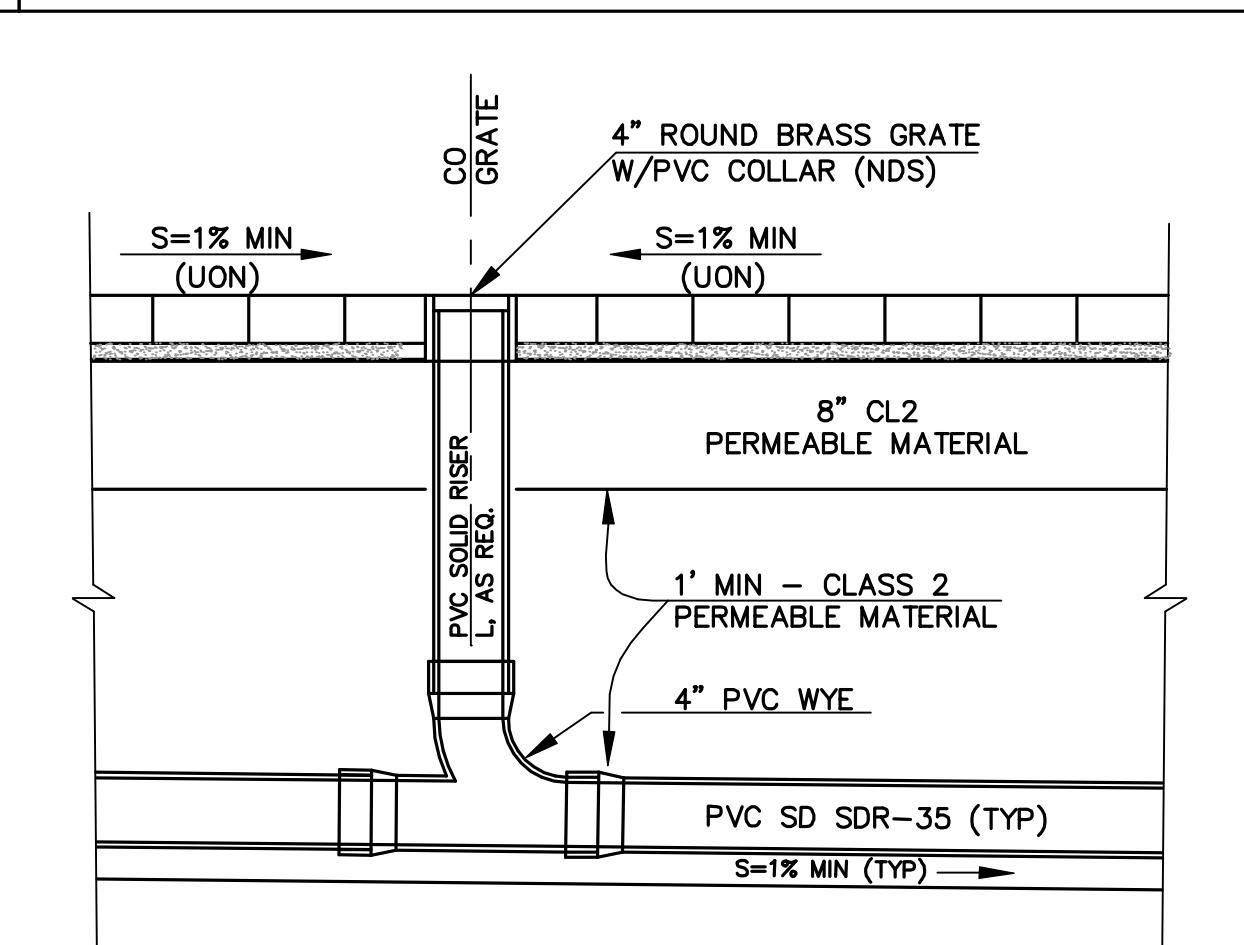 CO
GRATE
4" ROUND BRASS GRATE
W/PVC COLLAR (NDS)
S=1% MIN
(UON)
S=1% MIN
(UON)
8" CL2
PERMEABLE MATERIAL
PVC SOLID RISER
L, AS REQ.
1' MIN – CLASS 2
PERMEABLE MATERIAL
4" PVC WYE
PVC SD SDR–35 (TYP)
S=1% MIN (TYP)